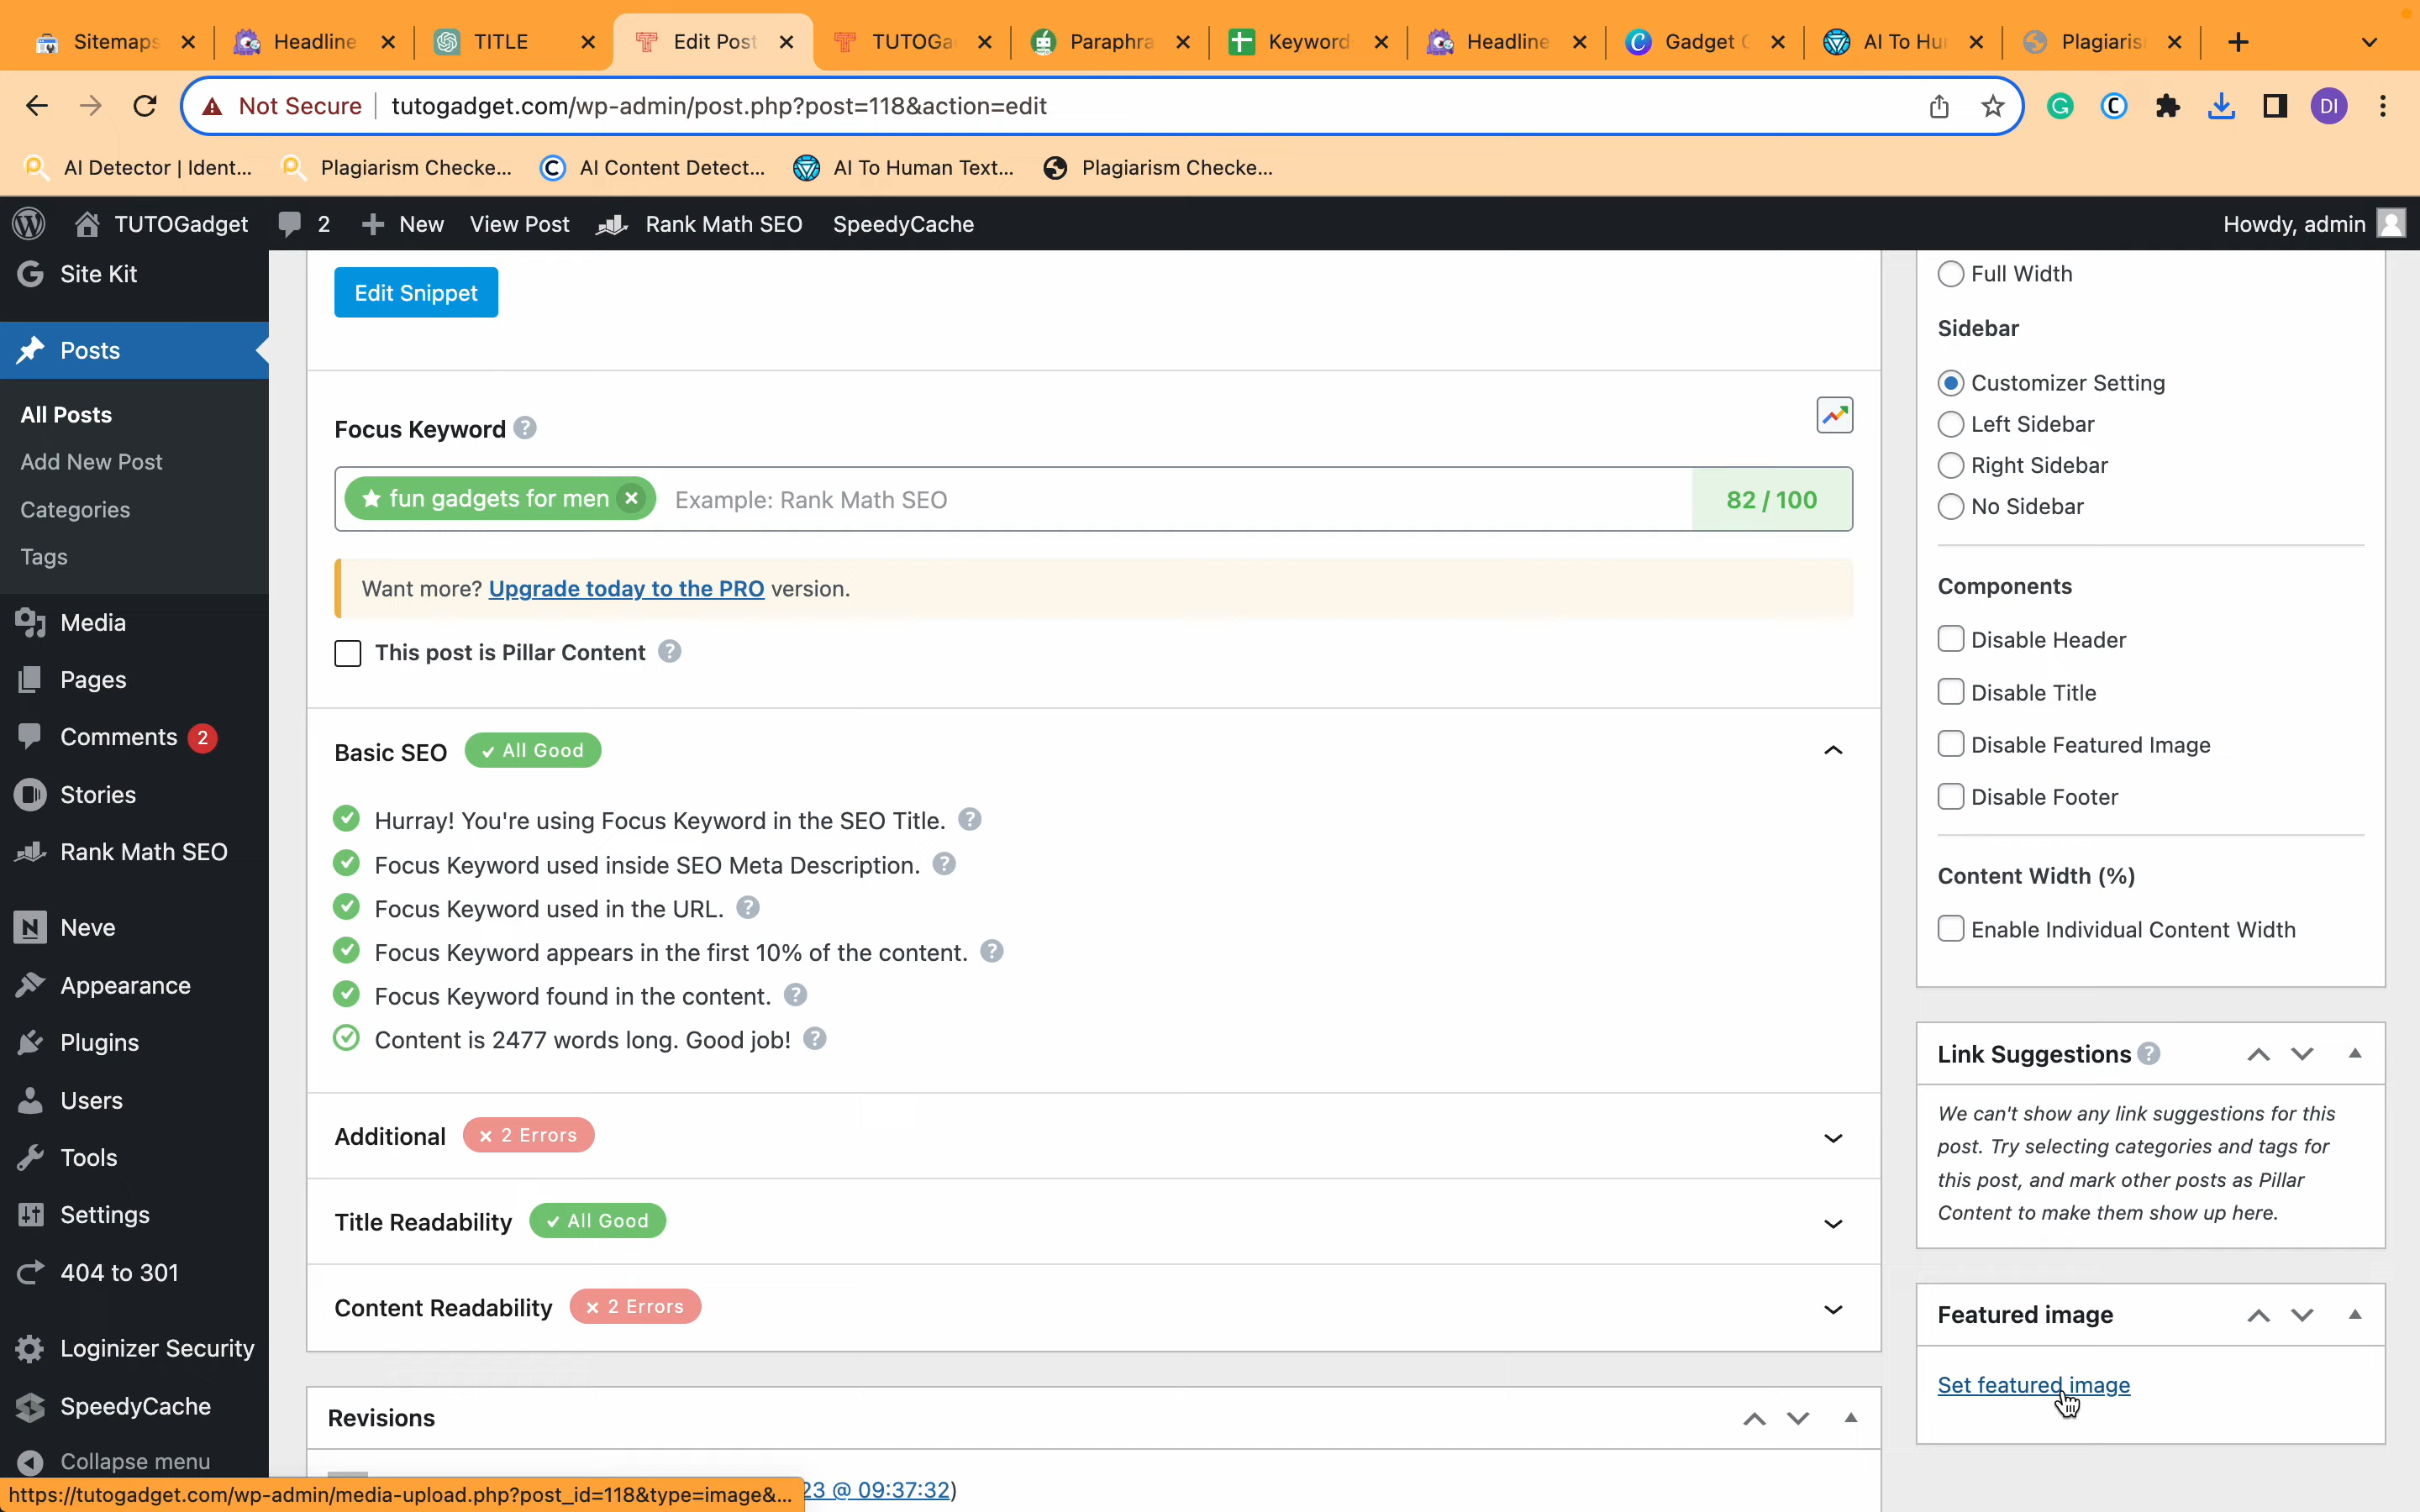 Sitemaps
Headline
TITLE
Edit Post
TUTOGa
Paraphra
Keyword
Headline
Gadget C
AI To Hu
Plagiaris
Not Secure tutogadget.com/wp-admin/post.php?post=118&action=edit
G
C
DI
AI Detector | Ident...
Plagiarism Checke...
AI Content Detect...
AI To Human Text...
Plagiarism Checke...
TUTOGadget
2
New
View Post
Rank Math SEO
SpeedyCache
Howdy, admin
Site Kit
Posts
All Posts
Add New Post
Categories
Tags
Media
Pages
Comments 2
Stories
Rank Math SEO
Neve
Appearance
Plugins
Users
Tools
Settings
404 to 301
Loginizer Security
SpeedyCache
Collapse menu
https://tutogadget.com/wp-admin/media-upload.php?post_id=118&type=image&...
Edit Snippet
Focus Keyword ?
fun gadgets for men
Example: Rank Math SEO
82 / 100
Want more? Upgrade today to the PRO version.
This post is Pillar Content ?
Basic SEO All Good
Hurray! You're using Focus Keyword in the SEO Title. ?
Focus Keyword used inside SEO Meta Description. ?
Focus Keyword used in the URL. ?
Focus Keyword appears in the first 10% of the content. ?
Focus Keyword found in the content. ?
Content is 2477 words long. Good job! ?
Additional × 2 Errors
Title Readability All Good
Content Readability × 2 Errors
Revisions
23 @ 09:37:32)
Full Width
Sidebar
Customizer Setting
Left Sidebar
Right Sidebar
No Sidebar
Components
Disable Header
Disable Title
Disable Featured Image
Disable Footer
Content Width (%)
Enable Individual Content Width
Link Suggestions ?
We can't show any link suggestions for this
post. Try selecting categories and tags for
this post, and mark other posts as Pillar
Content to make them show up here.
Featured image
Set featured image